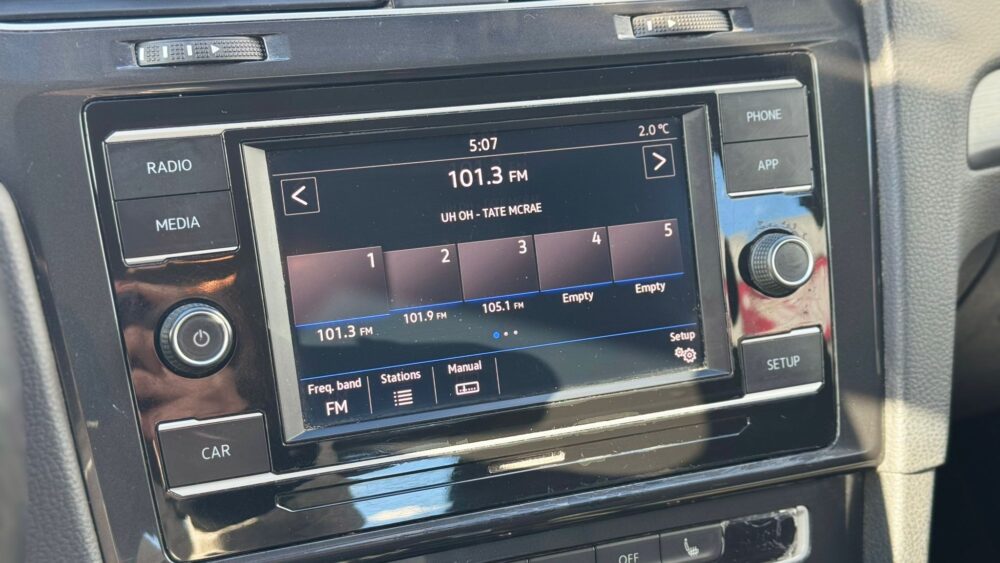 5:07
2.0 °C
PHONE
RADIO
101.3 FM
APP
MEDIA
UH OH - TATE MCRAE
1
2
3
4
5
101.3 FM
101.9 FM
105.1 FM
Empty
Empty
Freq. band
FM
Stations
Manual
Setup
SETUP
CAR
OFF